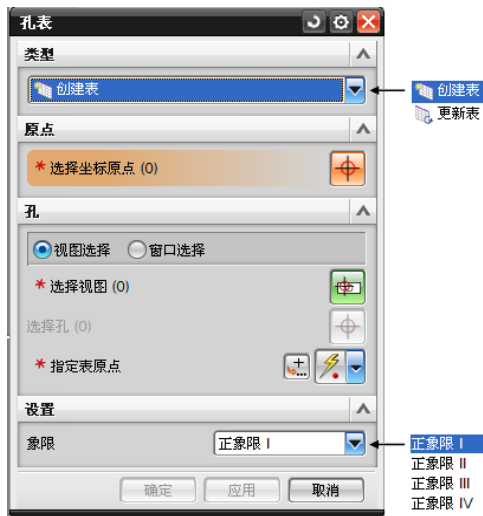 孔表
类型
创建表
创建表
更新表
原点
* 选择坐标原点 (0)
孔
视图选择 窗口选择
* 选择视图 (0)
选择孔 (0)
* 指定表原点
设置
象限 正象限 I
正象限 I
正象限 II
正象限 III
正象限 IV
确定 应用 取消